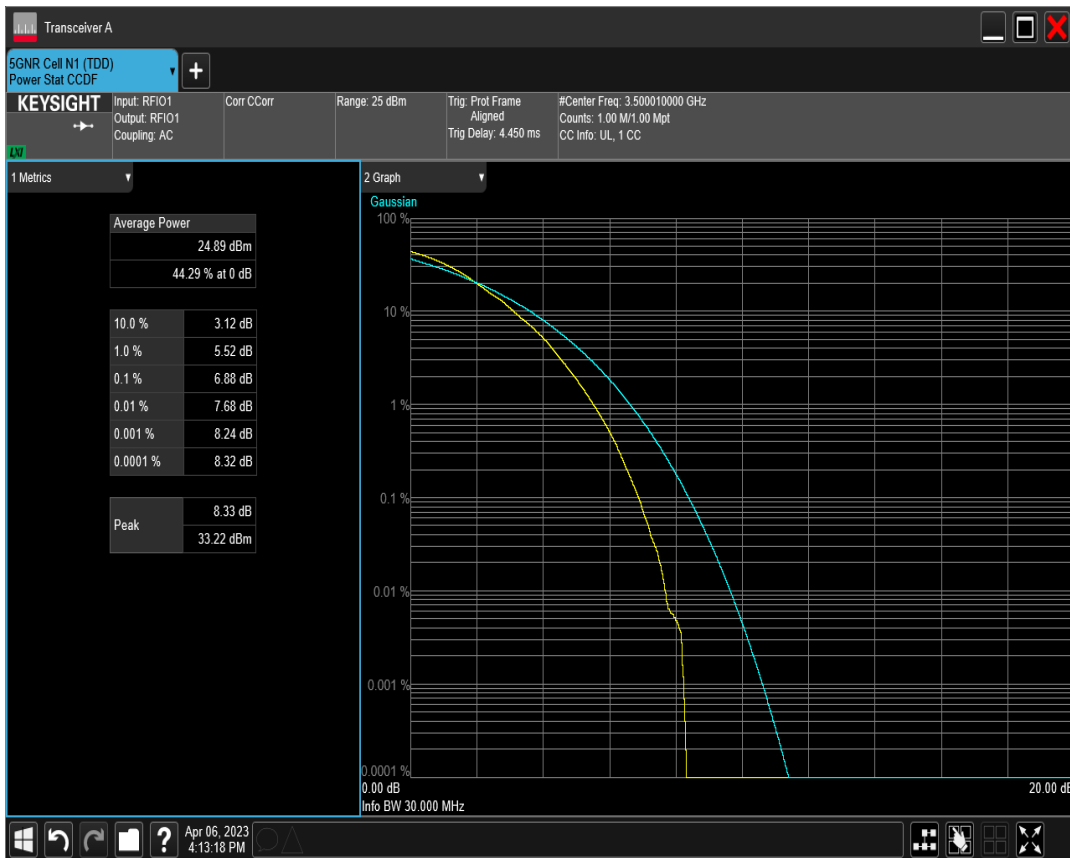 Transceiver A
5GNR Cell N1 (TDD)
Power Stat CCDF
KEYSIGHT
LXI
Input: RFIO1
Output: RFIO1
Coupling: AC
Corr CCorr
Range: 25 dBm
Trig: Prot Frame
Aligned
Trig Delay: 4.450 ms
#Center Freq: 3.500010000 GHz
Counts: 1.00 M/1.00 Mpt
CC Info: UL, 1 CC
1 Metrics
Average Power
24.89 dBm
44.29 % at 0 dB
10.0 % 3.12 dB
1.0 % 5.52 dB
0.1 % 6.88 dB
0.01 % 7.68 dB
0.001 % 8.24 dB
0.0001 % 8.32 dB
Peak 8.33 dB
33.22 dBm
2 Graph
Gaussian
100 %
10 %
1 %
0.1 %
0.01 %
0.001 %
0.0001 %
0.00 dB 20.00 dB
Info BW 30.000 MHz
? Apr 06, 2023
4:13:18 PM